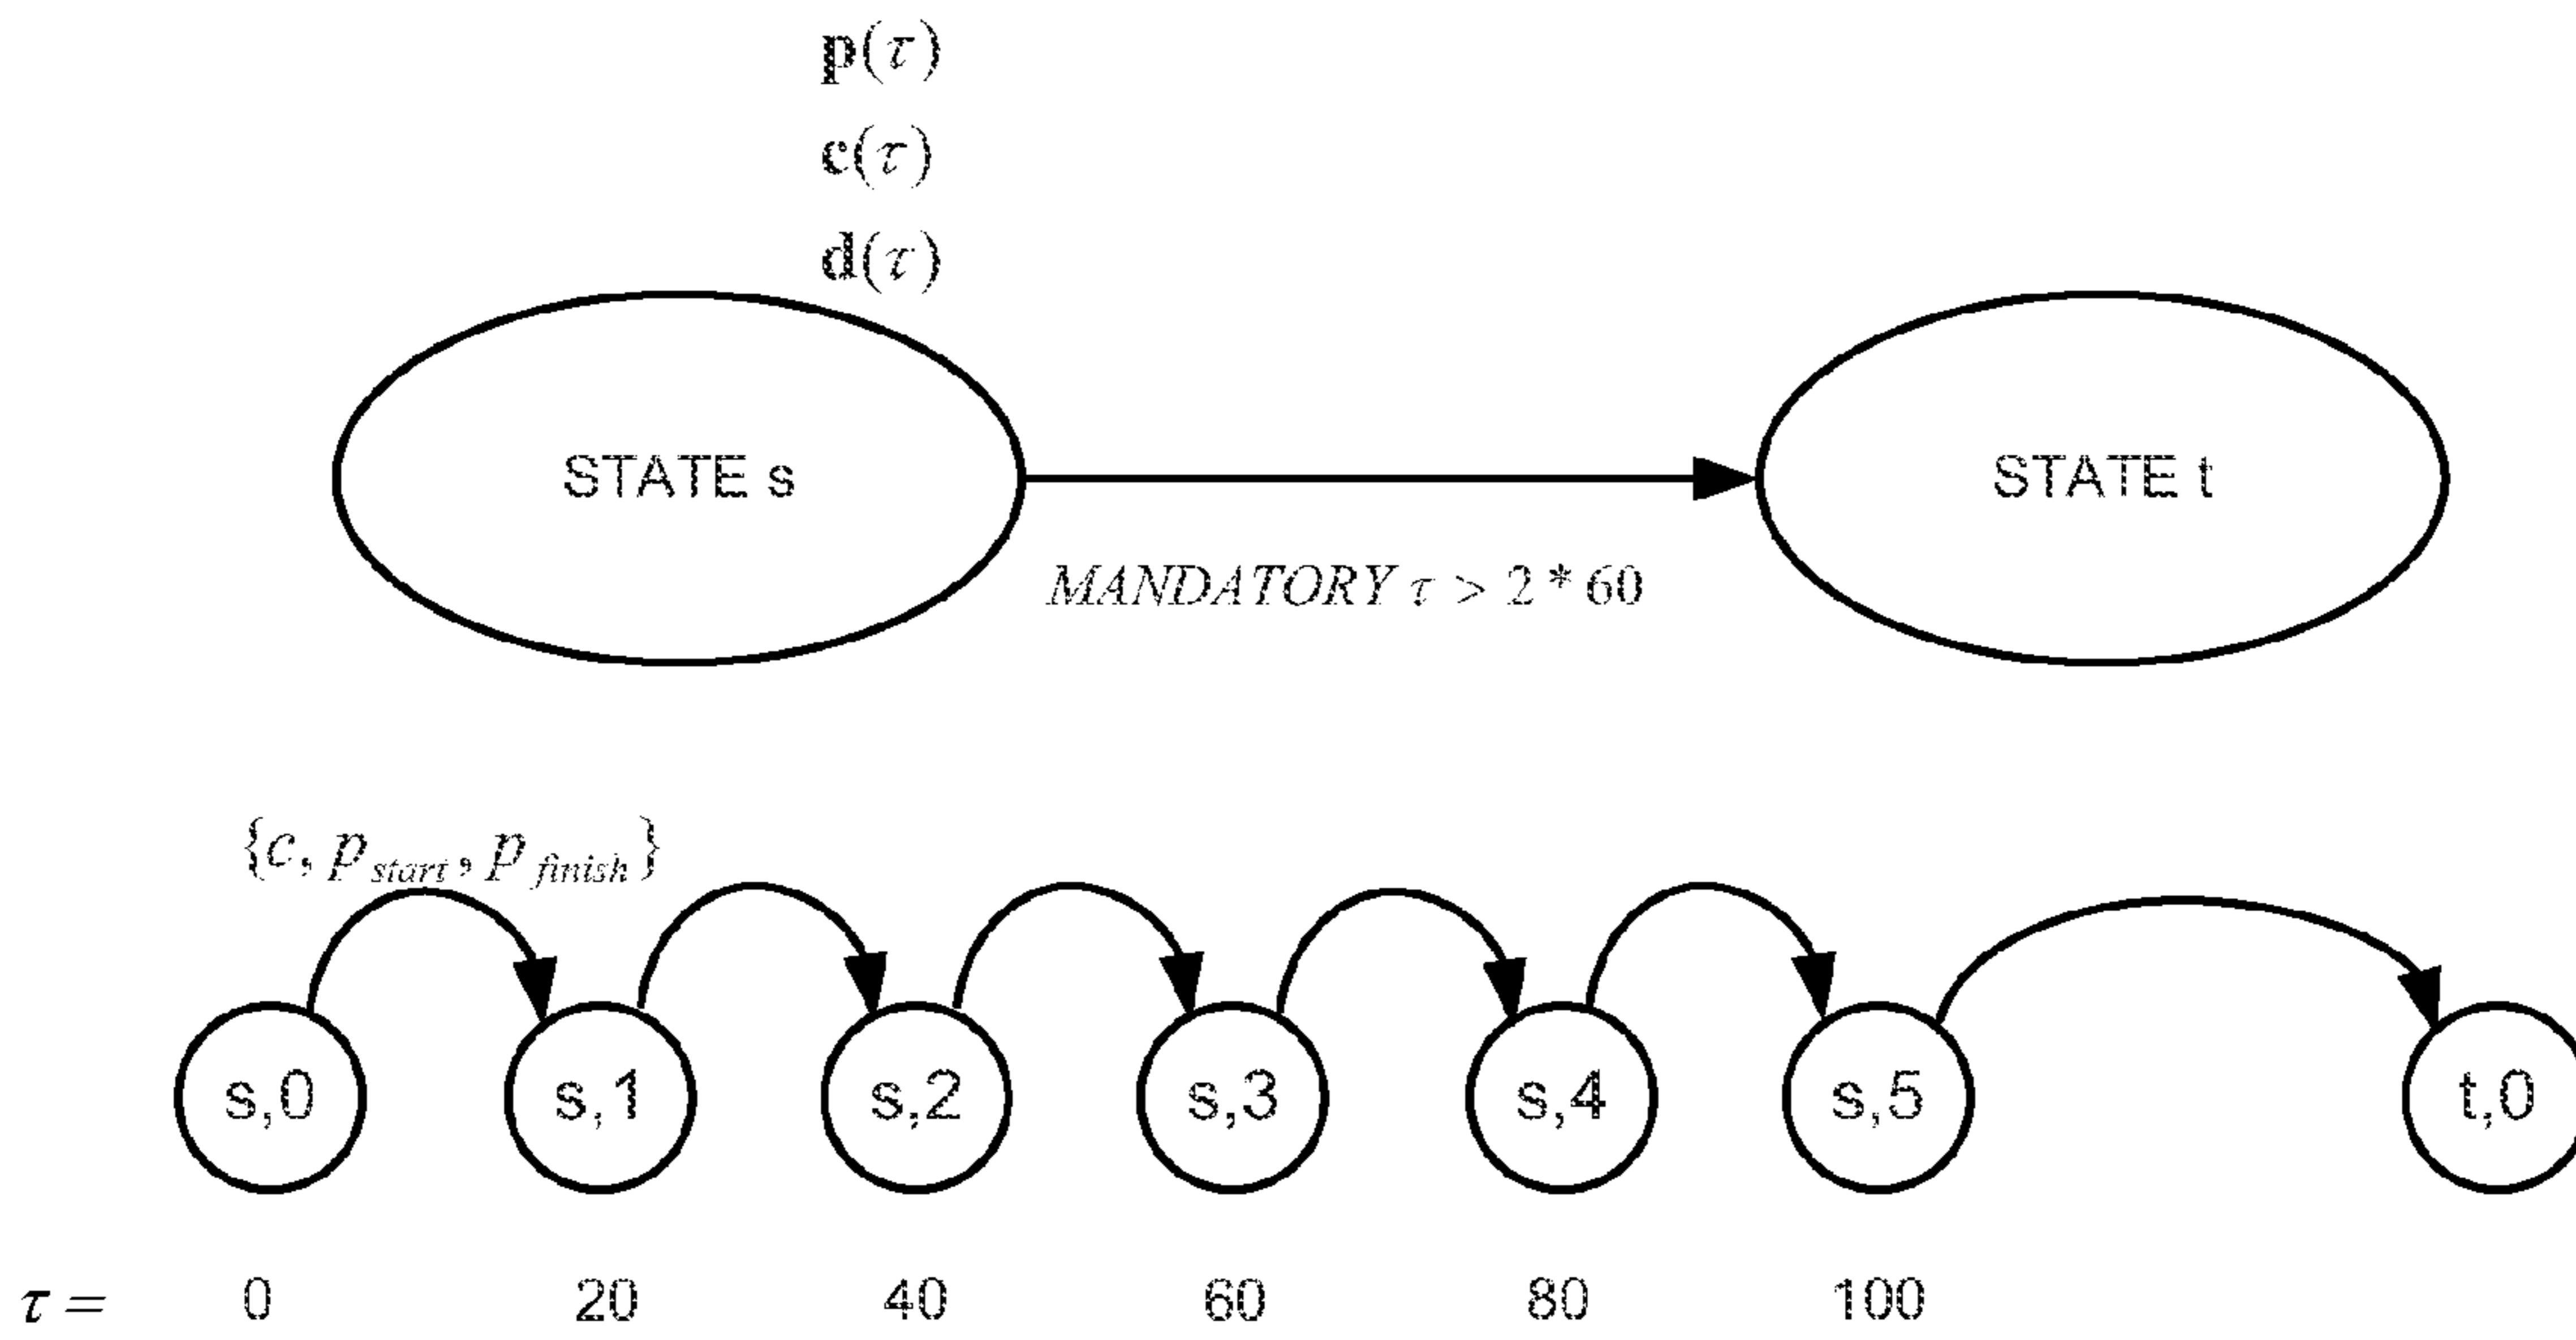 p(τ)
c(τ)
d(τ)
STATE s
STATE t
MANDATORY τ > 2 * 60
{c, p_start, p_finish}
s,0 s,1 s,2 s,3 s,4 s,5 t,0
τ = 0 20 40 60 80 100